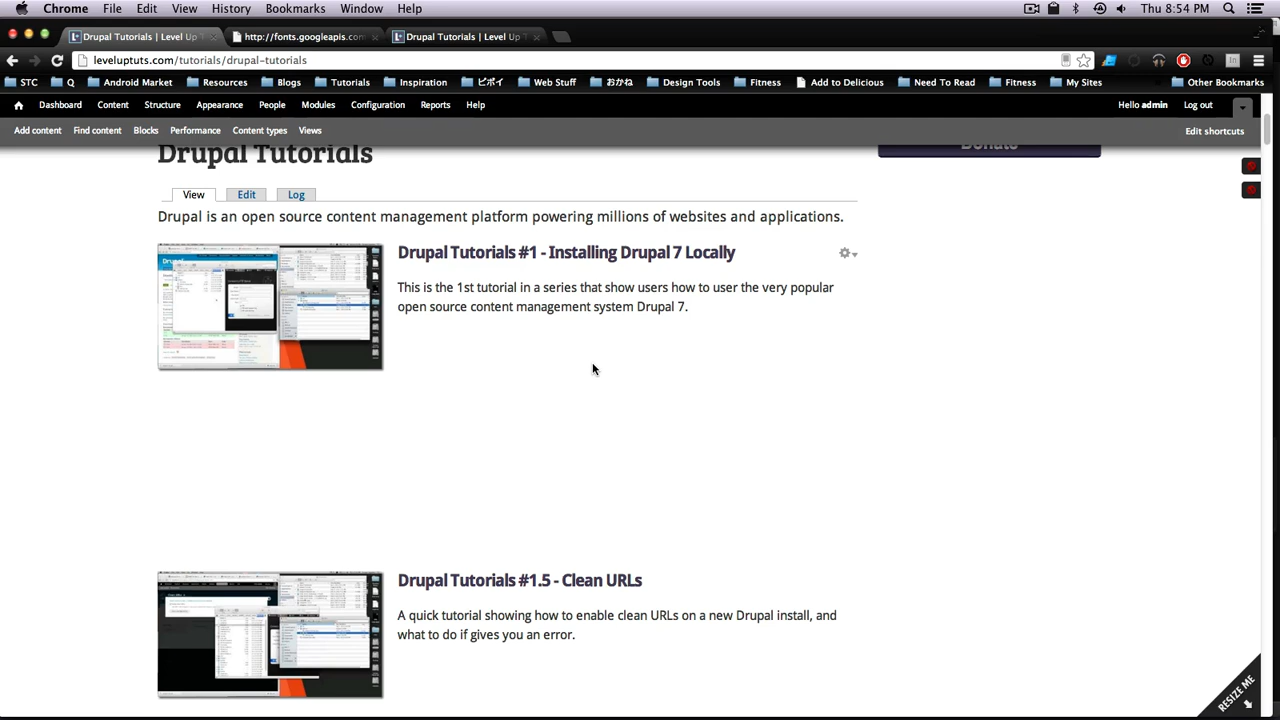 Chrome File Edit View History Bookmarks Window Help Thu 8:54 PM
Drupal Tutorials | Level Up T http://fonts.googleapis.com Drupal Tutorials | Level Up T
leveluptuts.com/tutorials/drupal-tutorials
STC Q Android Market Resources Blogs Tutorials Inspiration Web Stuff おかね Design Tools Fitness Add to Delicious Need To Read Fitness My Sites Other Bookmarks
Dashboard Content Structure Appearance People Modules Configuration Reports Help Hello admin Log out
Add content Find content Blocks Performance Content types Views Edit shortcuts
Drupal Tutorials
Donate
View Edit Log
Drupal is an open source content management platform powering millions of websites and applications.
Drupal Tutorials #1 - Installing Drupal 7 Locally
This is the 1st tutorial in a series that show users how to user the very popular
open source content management system Drupal 7.
Drupal Tutorials #1.5 - Clean URLs
A quick tutorial showing how to enable clean urls on a new drupal install, and
what to do if gives you an error.
RESIZE ME